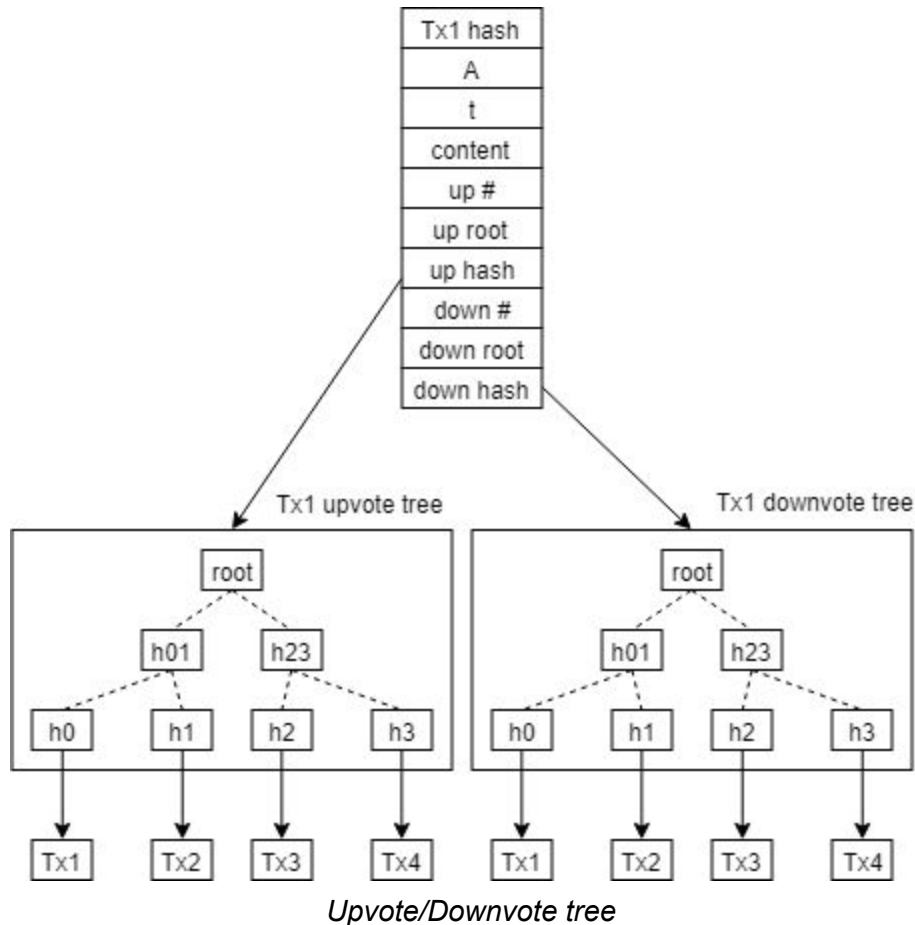 Tx1 hash
A
t
content
up #
up root
up hash
down #
down root
down hash
Tx1 upvote tree
Tx1 downvote tree
root
root
h01
h23
h01
h23
h0
h1
h2
h3
h0
h1
h2
h3
Tx1
Tx2
Tx3
Tx4
Tx1
Tx2
Tx3
Tx4
Upvote/Downvote tree